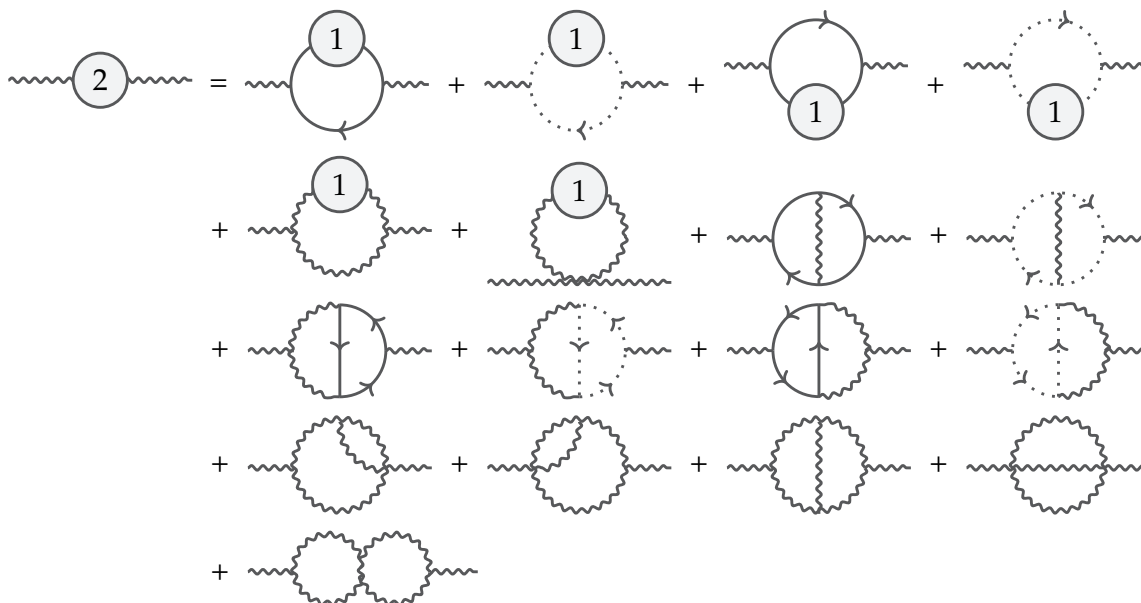 2 = 1 + 1 + 1 + 1
+ 1 + 1 + +
+ + + +
+ + + +
+